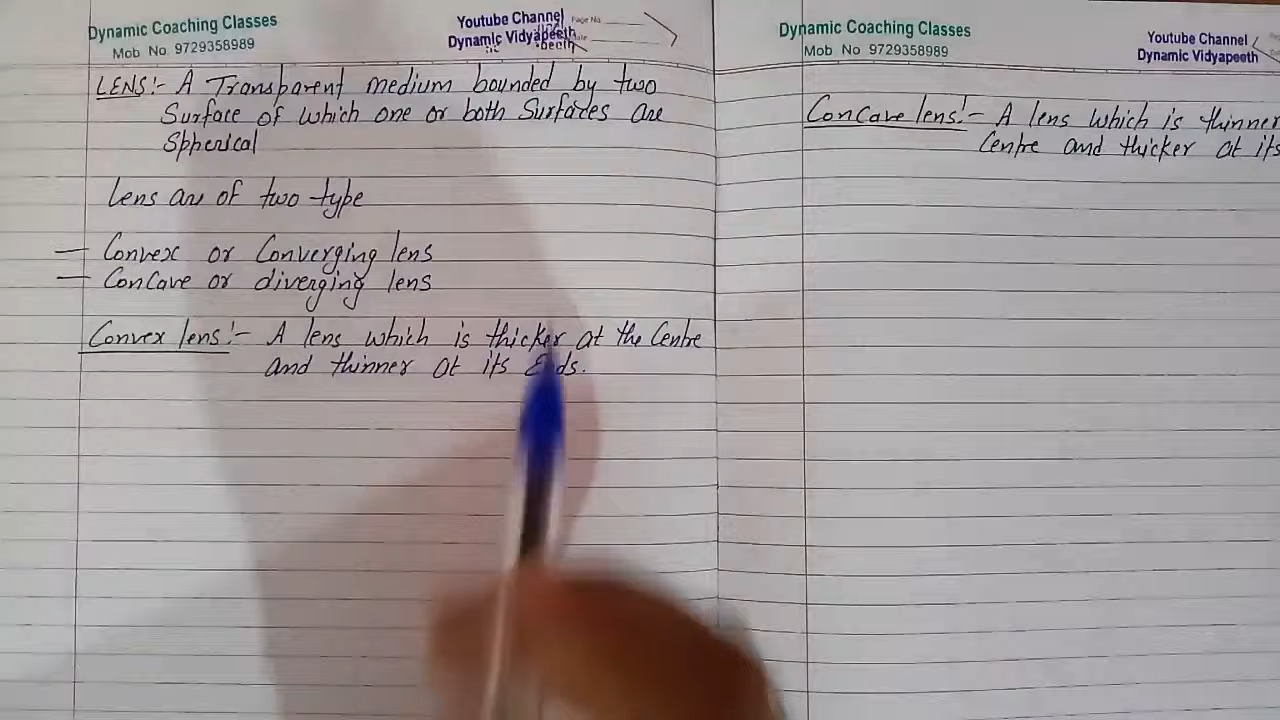 Dynamic Coaching Classes
Mob No. 9729358989
Youtube Channel
Dynamic Vidyapeeth
Page No.
LENS:- A Transparent medium bounded by two
Surface of which one or both Surfaces are
Spherical
Lens are of two type
— Convex or Converging lens
— Concave or diverging lens
Convex lens:- A lens which is thicker at the Centre
and thinner at its Ends.
Dynamic Coaching Classes
Mob No. 9729358989
Youtube Channel
Dynamic Vidyapeeth
Concave lens:- A lens which is thinner
Centre and thicker at its